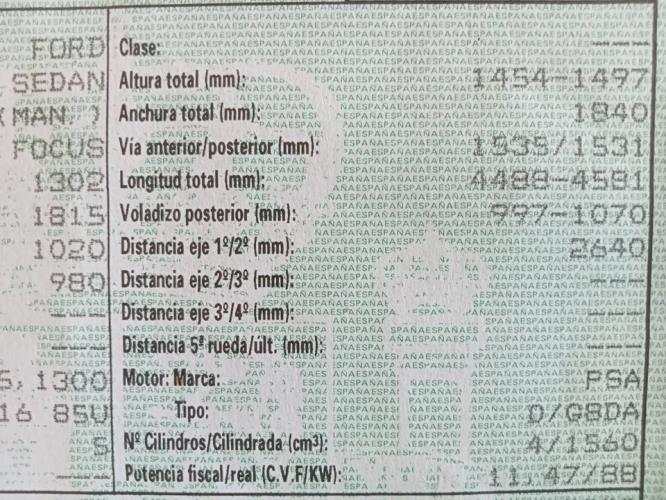 FORD Clase: ---
SEDAN Altura total (mm): 1454-1497
(MAN.) Anchura total (mm): 1840
FOCUS Vía anterior/posterior (mm): 1535/1531
1302 Longitud total (mm): 4488-4581
1815 Voladizo posterior (mm): 997-1070
1020 Distancia eje 1º/2º (mm): 2640
980 Distancia eje 2º/3º (mm): ---
--- Distancia eje 3º/4º (mm): ---
--- Distancia 5ª rueda/últ. (mm): ---
5,1300 Motor: Marca: PSA
16 85U Tipo: D/G8DA
5 Nº Cilindros/Cilindrada (cm³): 4/1560
--- Potencia fiscal/real (C.V.F/KW): 11,47/88